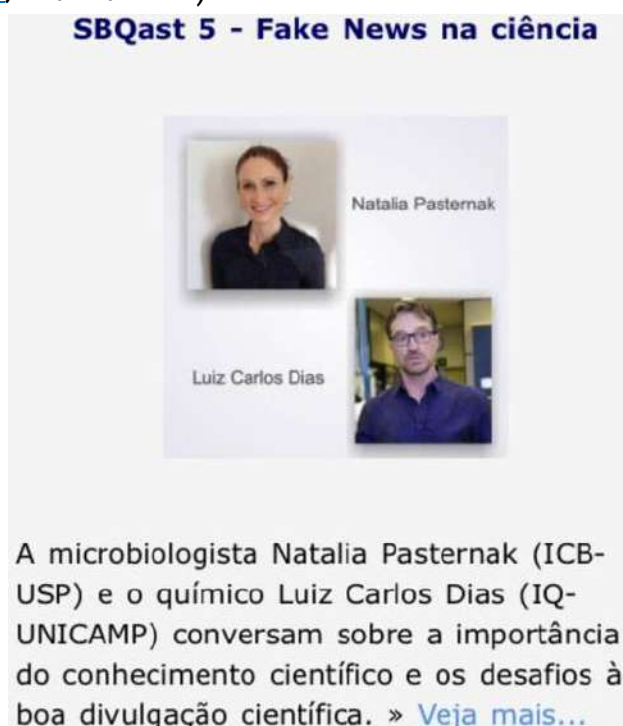 SBQast 5 - Fake News na ciência
Natalia Pasternak
Luiz Carlos Dias
A microbiologista Natalia Pasternak (ICB-
USP) e o químico Luiz Carlos Dias (IQ-
UNICAMP) conversam sobre a importância
do conhecimento científico e os desafios à
boa divulgação científica. » Veja mais...